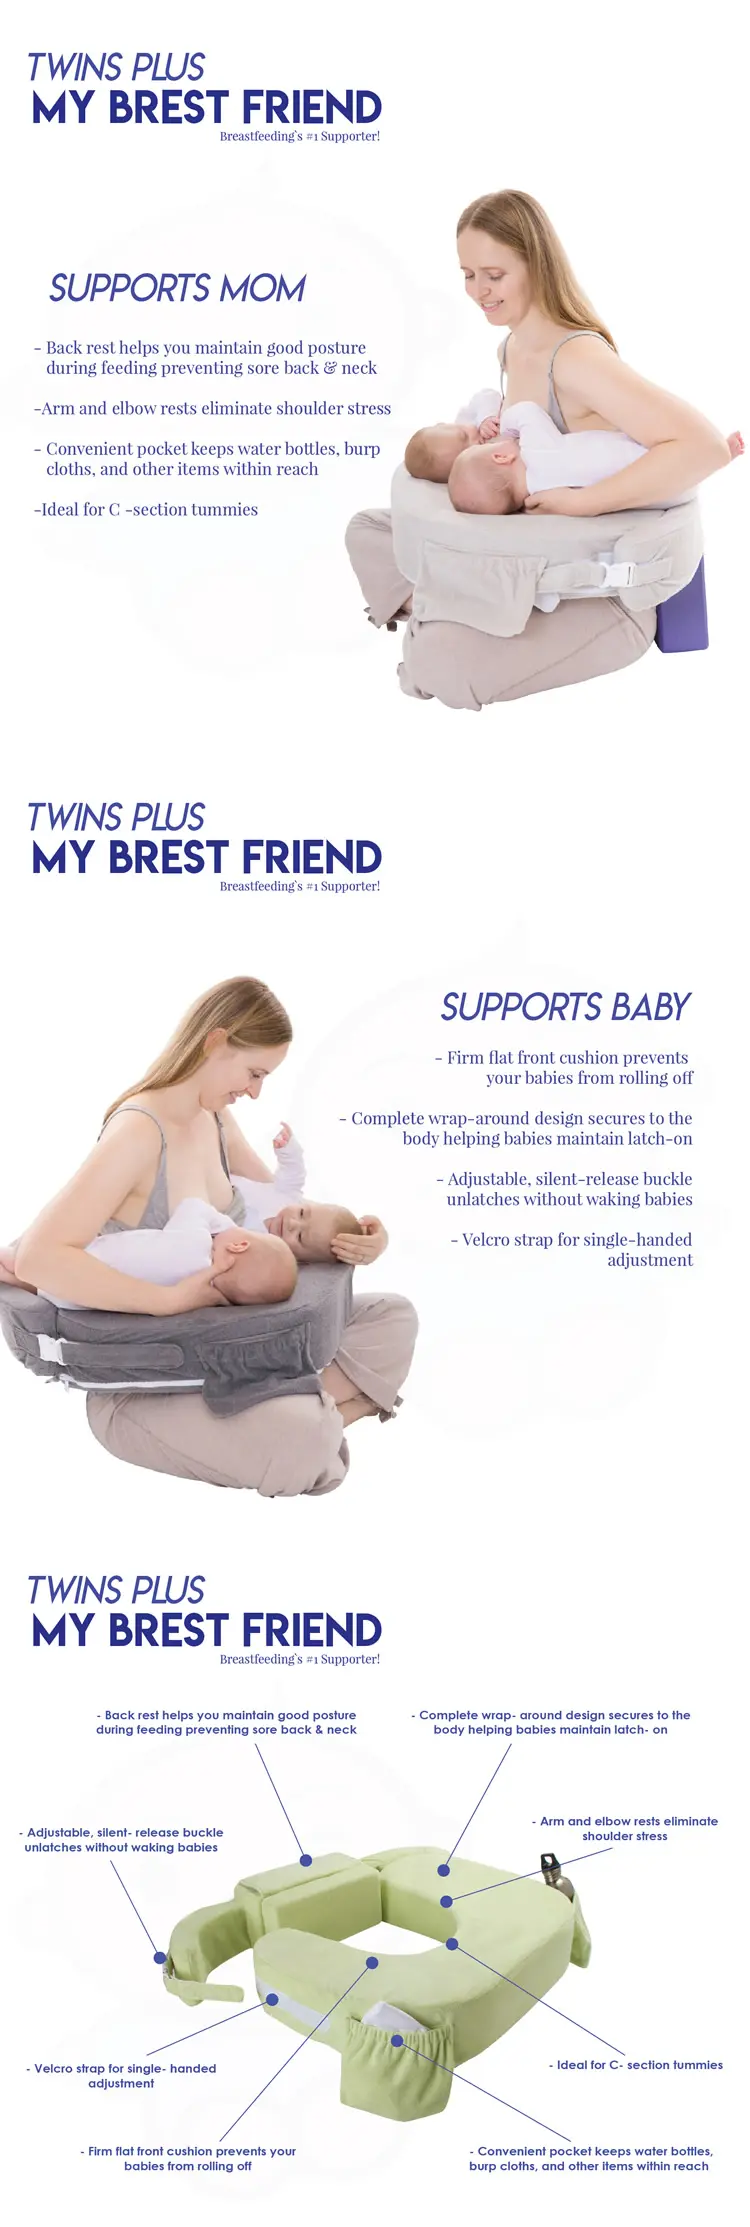 TWINS PLUS
MY BREST FRIEND
Breastfeeding`s #1 Supporter!
SUPPORTS MOM
- Back rest helps you maintain good posture
during feeding preventing sore back & neck
-Arm and elbow rests eliminate shoulder stress
- Convenient pocket keeps water bottles, burp
cloths, and other items within reach
-Ideal for C -section tummies
TWINS PLUS
MY BREST FRIEND
Breastfeeding`s #1 Supporter!
SUPPORTS BABY
- Firm flat front cushion prevents
your babies from rolling off
- Complete wrap-around design secures to the
body helping babies maintain latch-on
- Adjustable, silent-release buckle
unlatches without waking babies
- Velcro strap for single-handed
adjustment
TWINS PLUS
MY BREST FRIEND
Breastfeeding`s #1 Supporter!
- Back rest helps you maintain good posture
during feeding preventing sore back & neck
- Complete wrap- around design secures to the
body helping babies maintain latch- on
- Adjustable, silent- release buckle
unlatches without waking babies
- Arm and elbow rests eliminate
shoulder stress
- Velcro strap for single- handed
adjustment
- Ideal for C- section tummies
- Firm flat front cushion prevents your
babies from rolling off
- Convenient pocket keeps water bottles,
burp cloths, and other items within reach